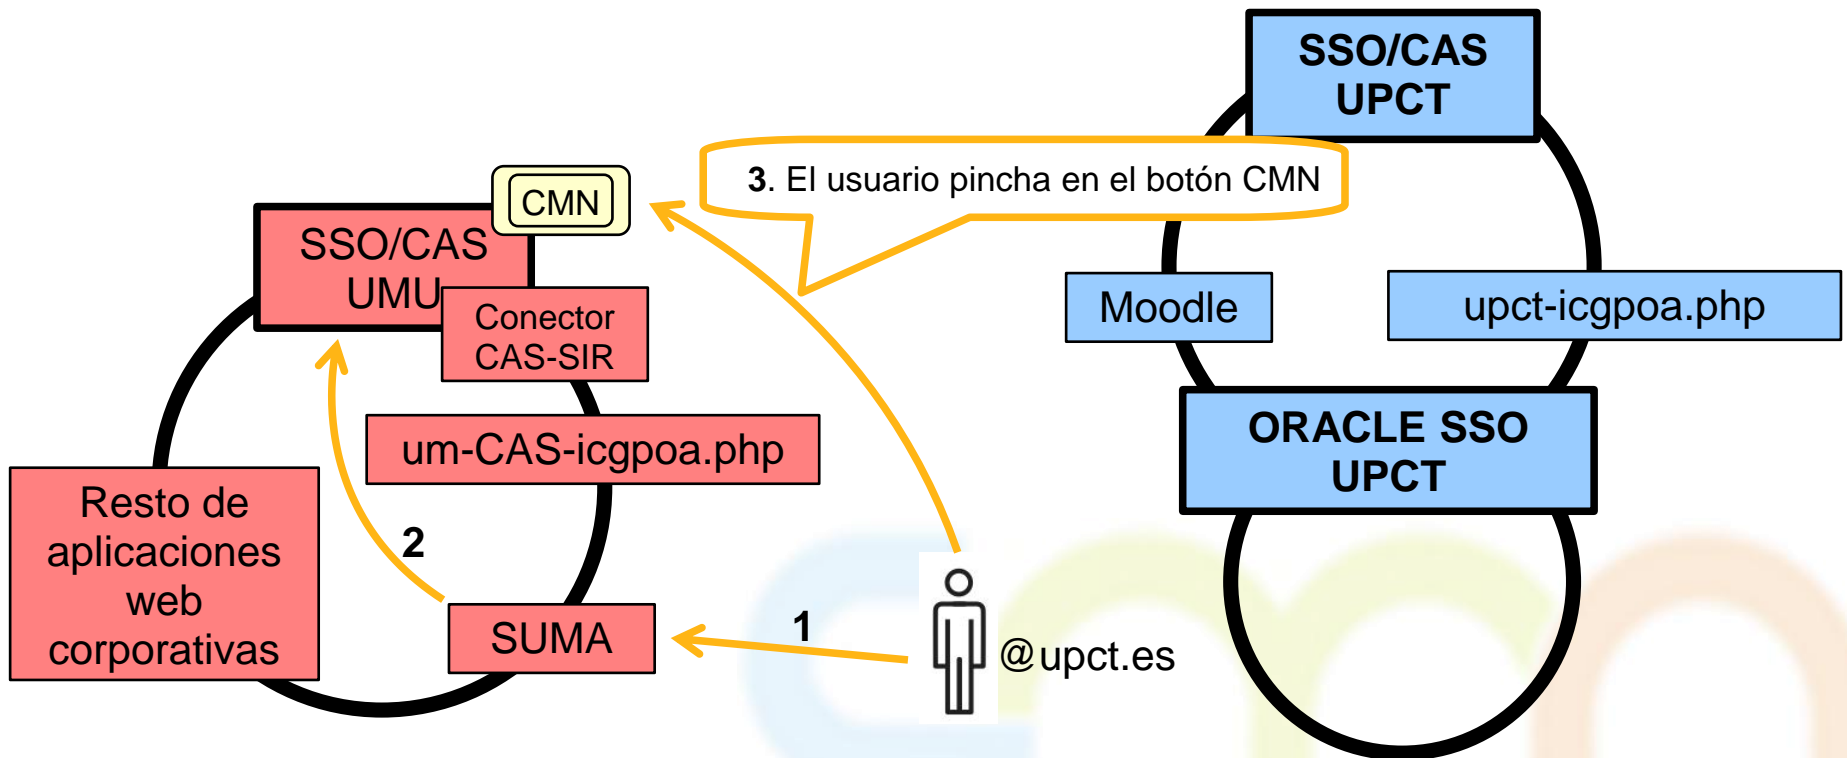 SSO/CAS
UPCT
3. El usuario pincha en el botón CMN
CMN
SSO/CAS
UMU
Conector
CAS-SIR
Moodle
upct-icgpoa.php
um-CAS-icgpoa.php
ORACLE SSO
UPCT
Resto de
aplicaciones
web
corporativas
2
SUMA
1
@upct.es